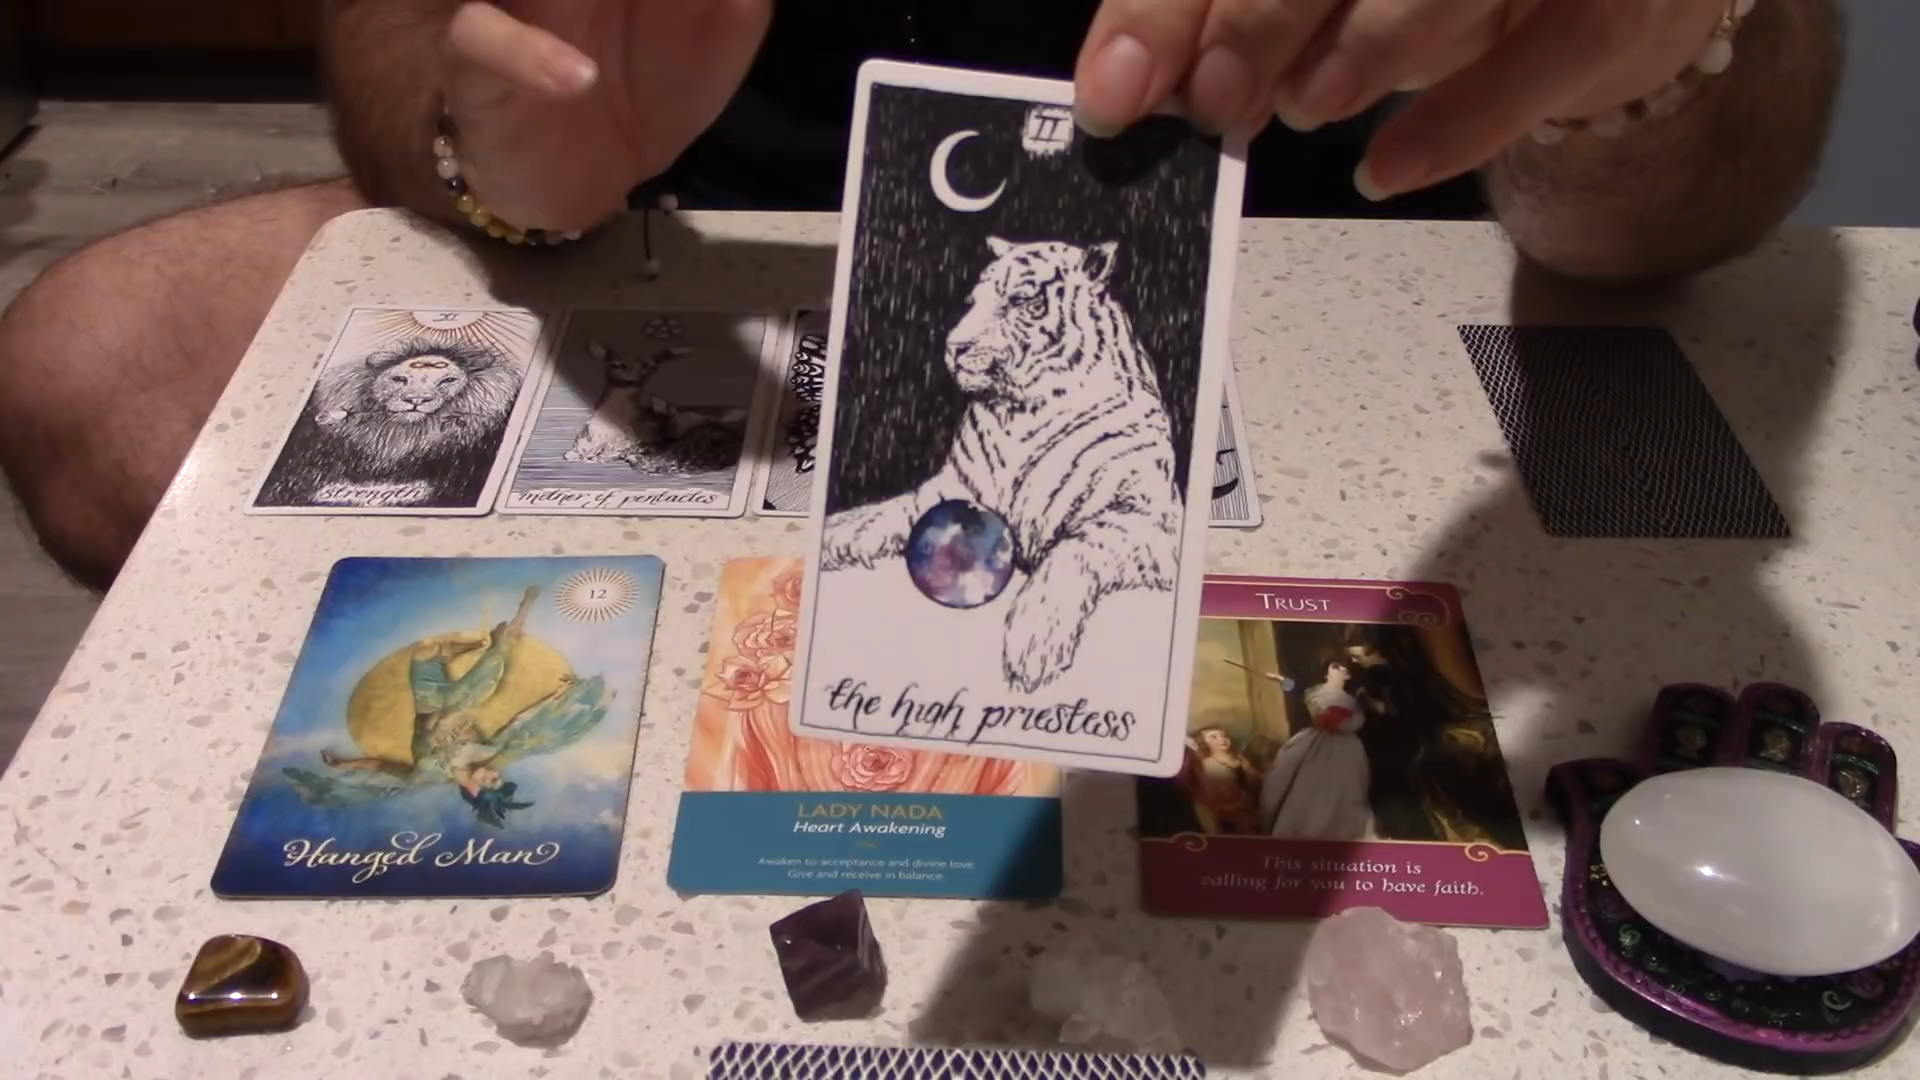 II
the high priestess
XI
strength
mother of pentacles
12
Hanged Man
LADY NADA
Heart Awakening
Awaken to acceptance and divine love.
Give and receive in balance.
TRUST
This situation is
calling for you to have faith.